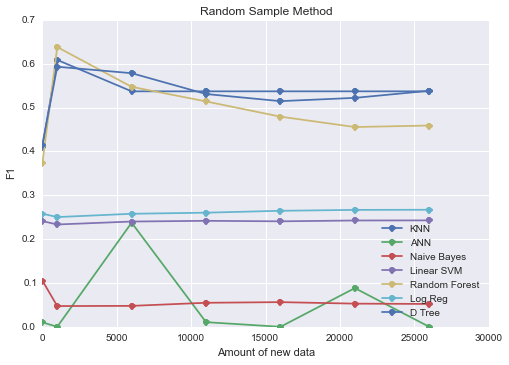 Random Sample Method
0.7
0.6
0.5
0.4
0.3
0.2
0.1
0.0
F1
KNN
ANN
Naive Bayes
Linear SVM
Random Forest
Log Reg
D Tree
0 5000 10000 15000 20000 25000 30000
Amount of new data